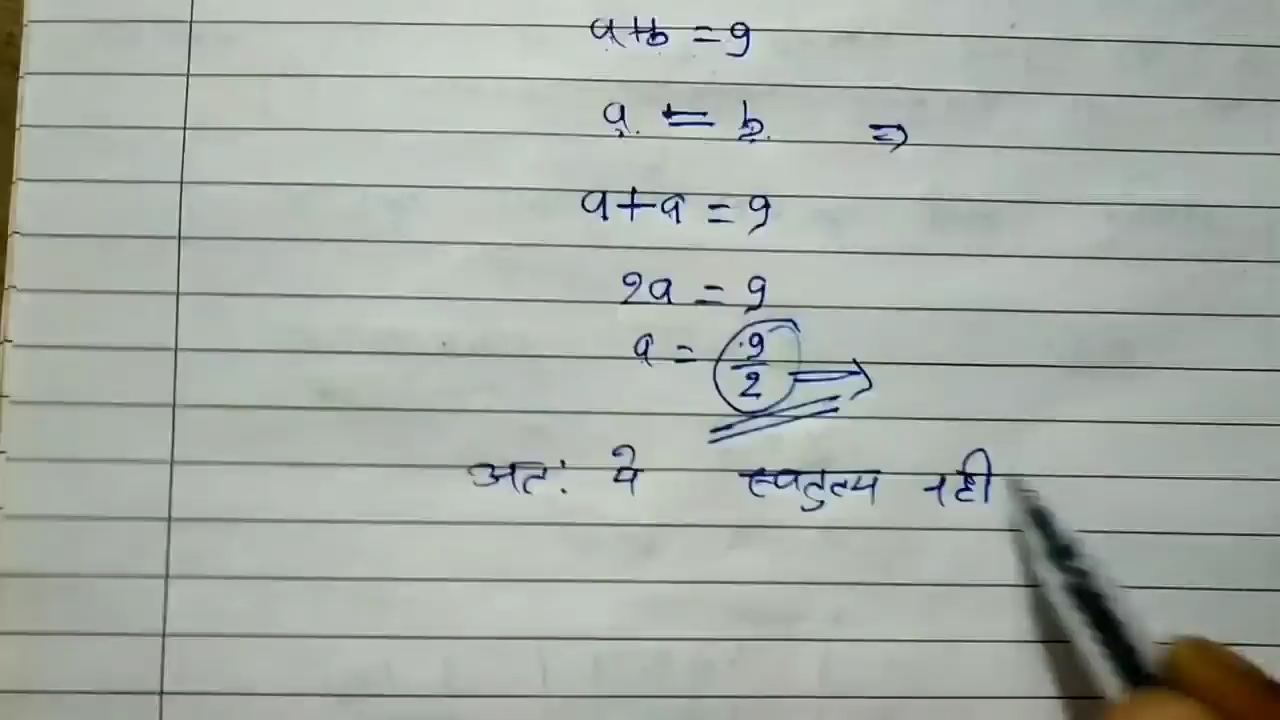 a+b = 9
a = b ⇒
a+a = 9
2a = 9
a = 9/2 →
अतः ये स्वतुल्य नही